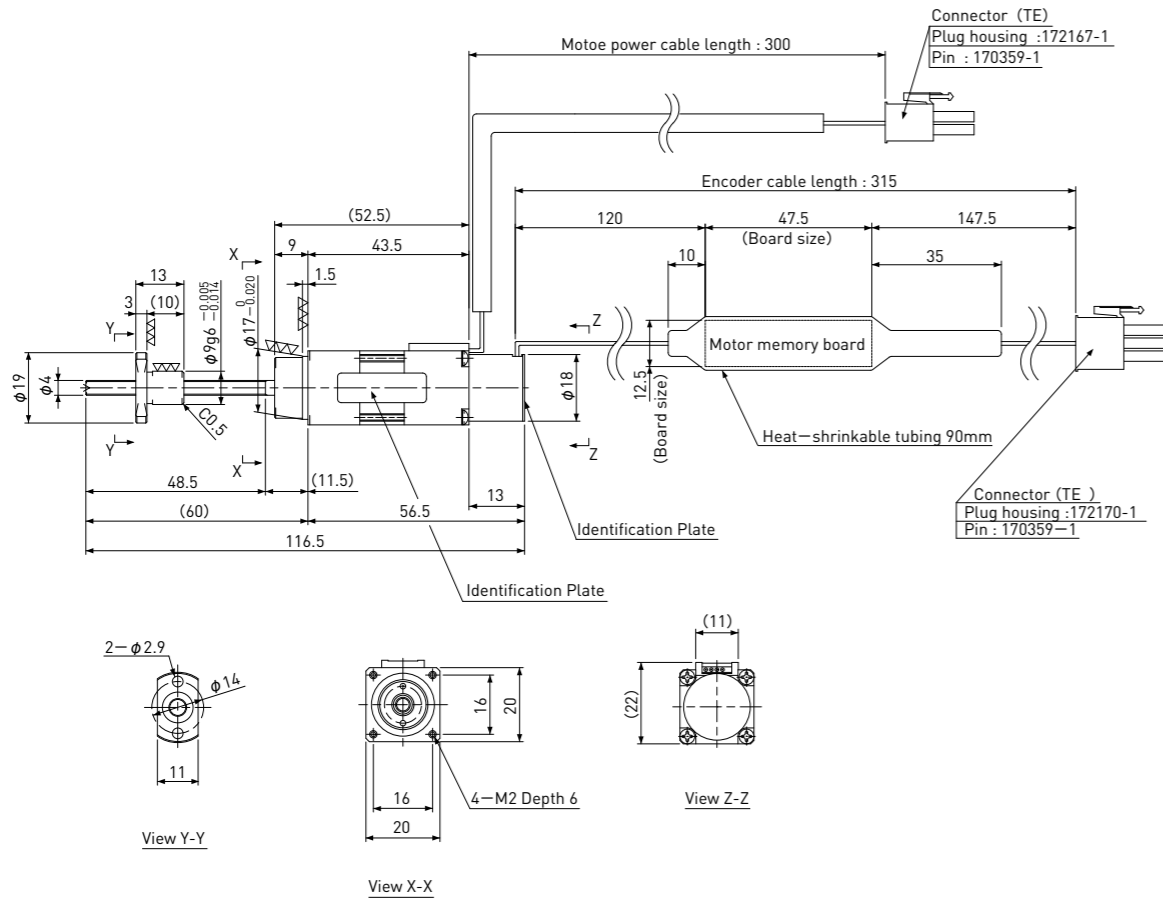 Connector (TE)
Plug housing :172167-1
Pin : 170359-1
Motoe power cable length : 300
Encoder cable length : 315
(52.5)
120
47.5
147.5
(Board size)
9
43.5
X
10
35
1.5
13
3
(10)
φ9g6 -0.005 -0.014
φ17 -0 -0.020
Y
Z
Motor memory board
φ19
φ4
φ18
12.5
(Board size)
C0.5
Y
X
Z
Heat-shrinkable tubing 90mm
48.5
(11.5)
13
Connector (TE )
Plug housing :172170-1
Pin : 170359-1
(60)
56.5
Identification Plate
116.5
Identification Plate
2-φ2.9
φ14
11
View Y-Y
16
20
16
20
4-M2 Depth 6
View X-X
(11)
(22)
View Z-Z